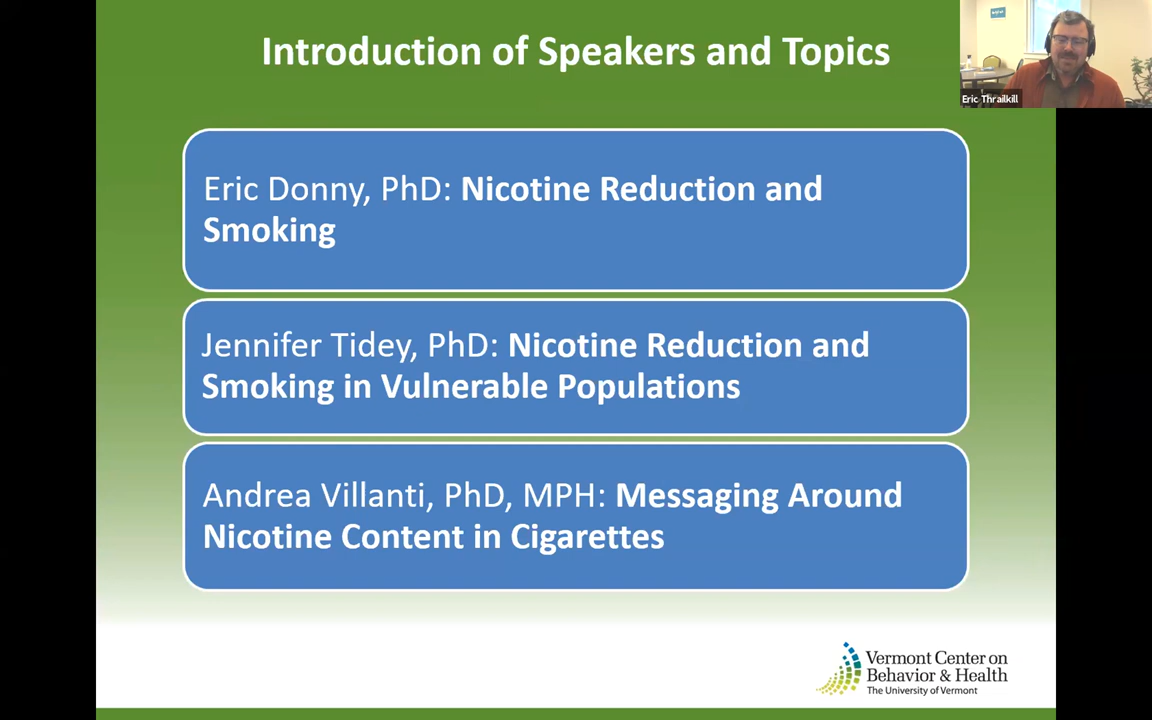 Introduction of Speakers and Topics
Eric Thrailkill
Eric Donny, PhD: Nicotine Reduction and
Smoking
Jennifer Tidey, PhD: Nicotine Reduction and
Smoking in Vulnerable Populations
Andrea Villanti, PhD, MPH: Messaging Around
Nicotine Content in Cigarettes
Vermont Center on
Behavior & Health
The University of Vermont